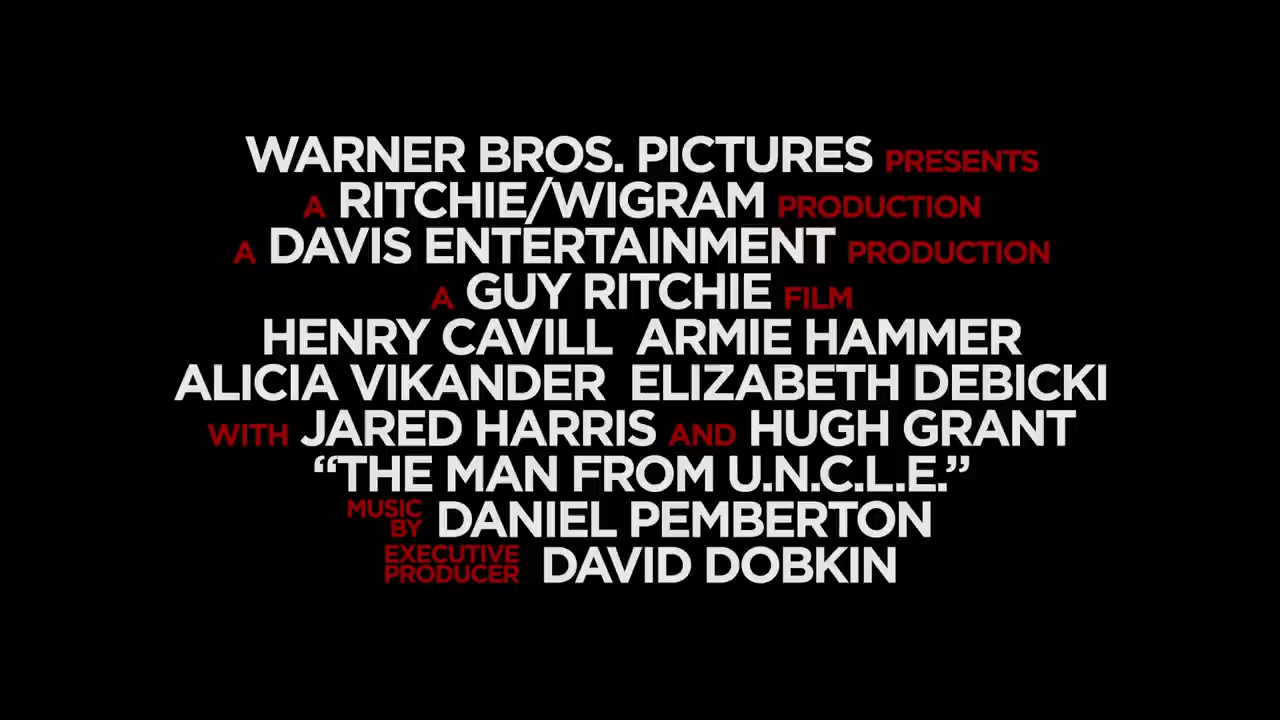 WARNER BROS. PICTURES PRESENTS
A RITCHIE/WIGRAM PRODUCTION
A DAVIS ENTERTAINMENT PRODUCTION
A GUY RITCHIE FILM
HENRY CAVILL ARMIE HAMMER
ALICIA VIKANDER ELIZABETH DEBICKI
WITH JARED HARRIS AND HUGH GRANT
“THE MAN FROM U.N.C.L.E.”
MUSIC BY DANIEL PEMBERTON
EXECUTIVE PRODUCER DAVID DOBKIN